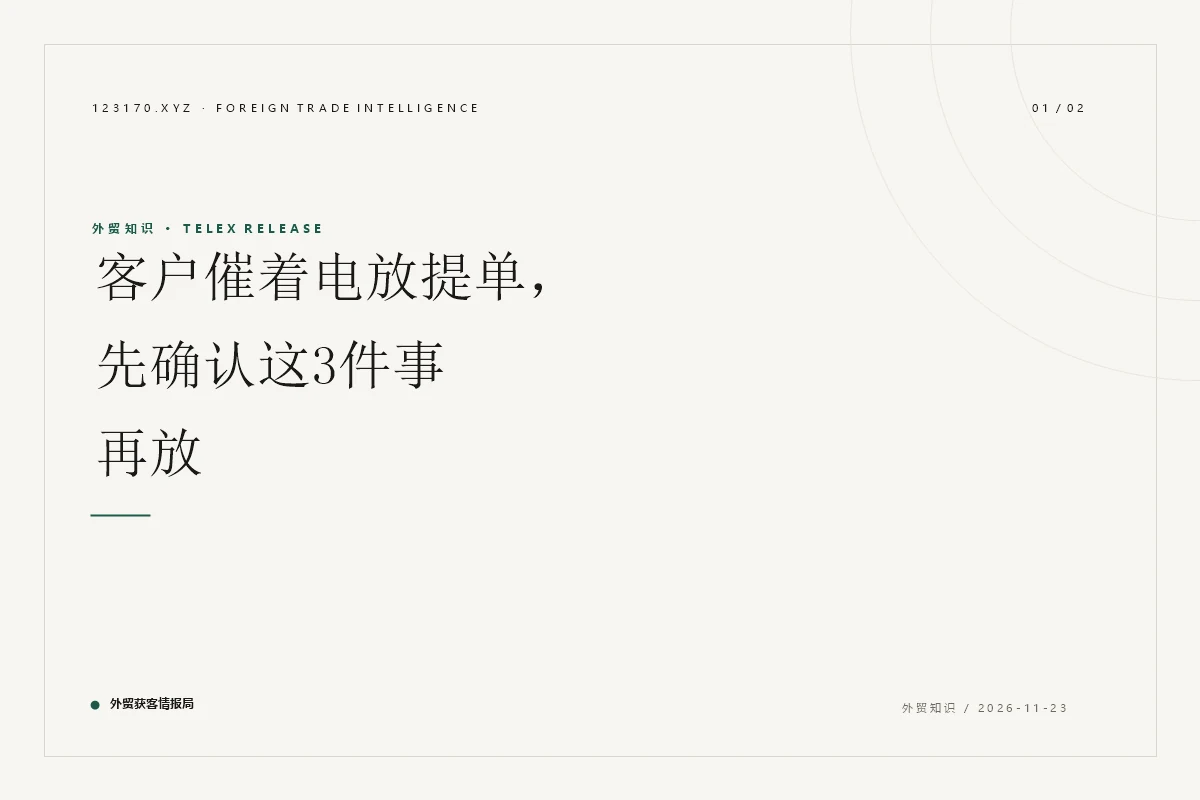 123170.XYZ · FOREIGN TRADE INTELLIGENCE
01 / 02
外贸知识 · TELEX RELEASE
客户催着电放提单，
先确认这3件事
再放
外贸获客情报局
外贸知识 / 2026-11-23